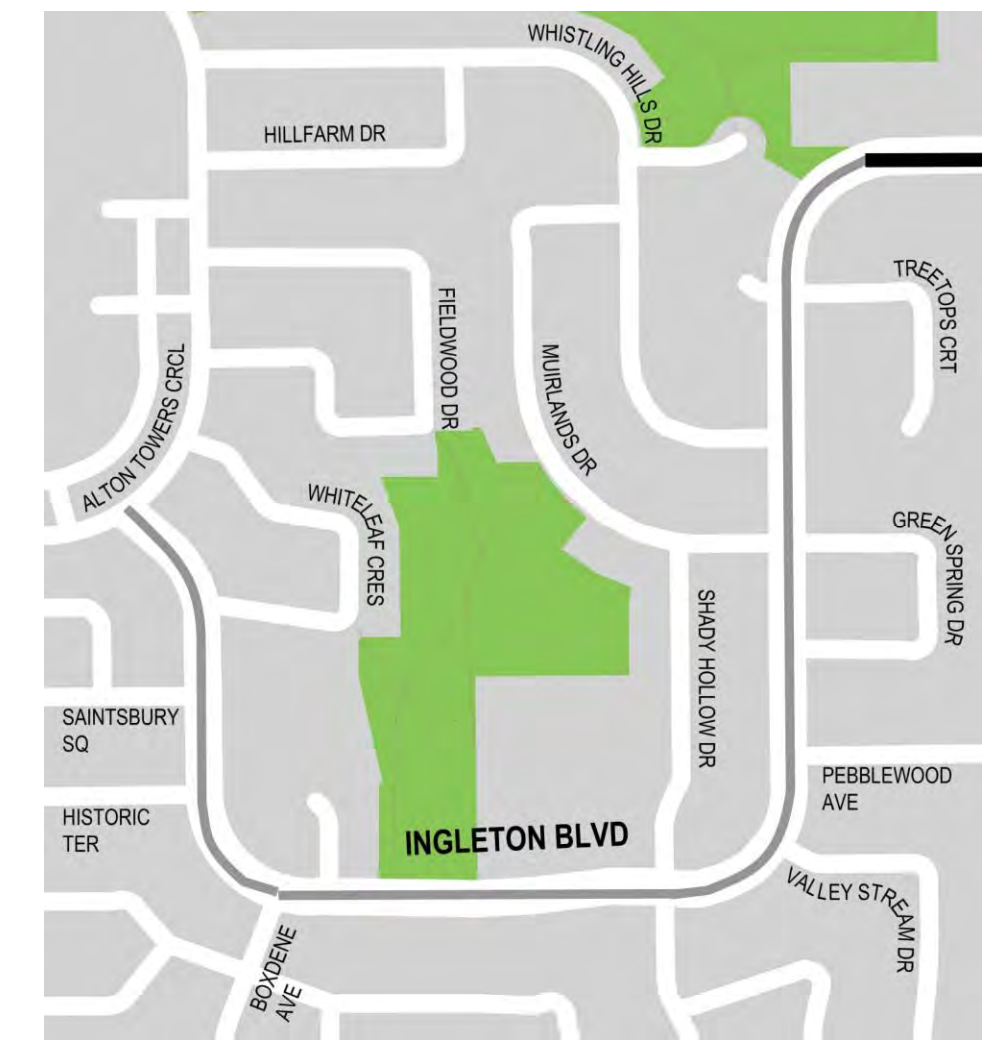 WHISTLING HILLS DR
HILLFARM DR
TREETOPS CRT
FIELDWOOD DR
MUIRLANDS DR
ALTON TOWERS CRCL
WHITELEAF CRES
GREEN SPRING DR
SHADY HOLLOW DR
SAINTSBURY
SQ
PEBBLEWOOD
AVE
HISTORIC
TER
INGLETON BLVD
VALLEY STREAM DR
BOXDENE
AVE